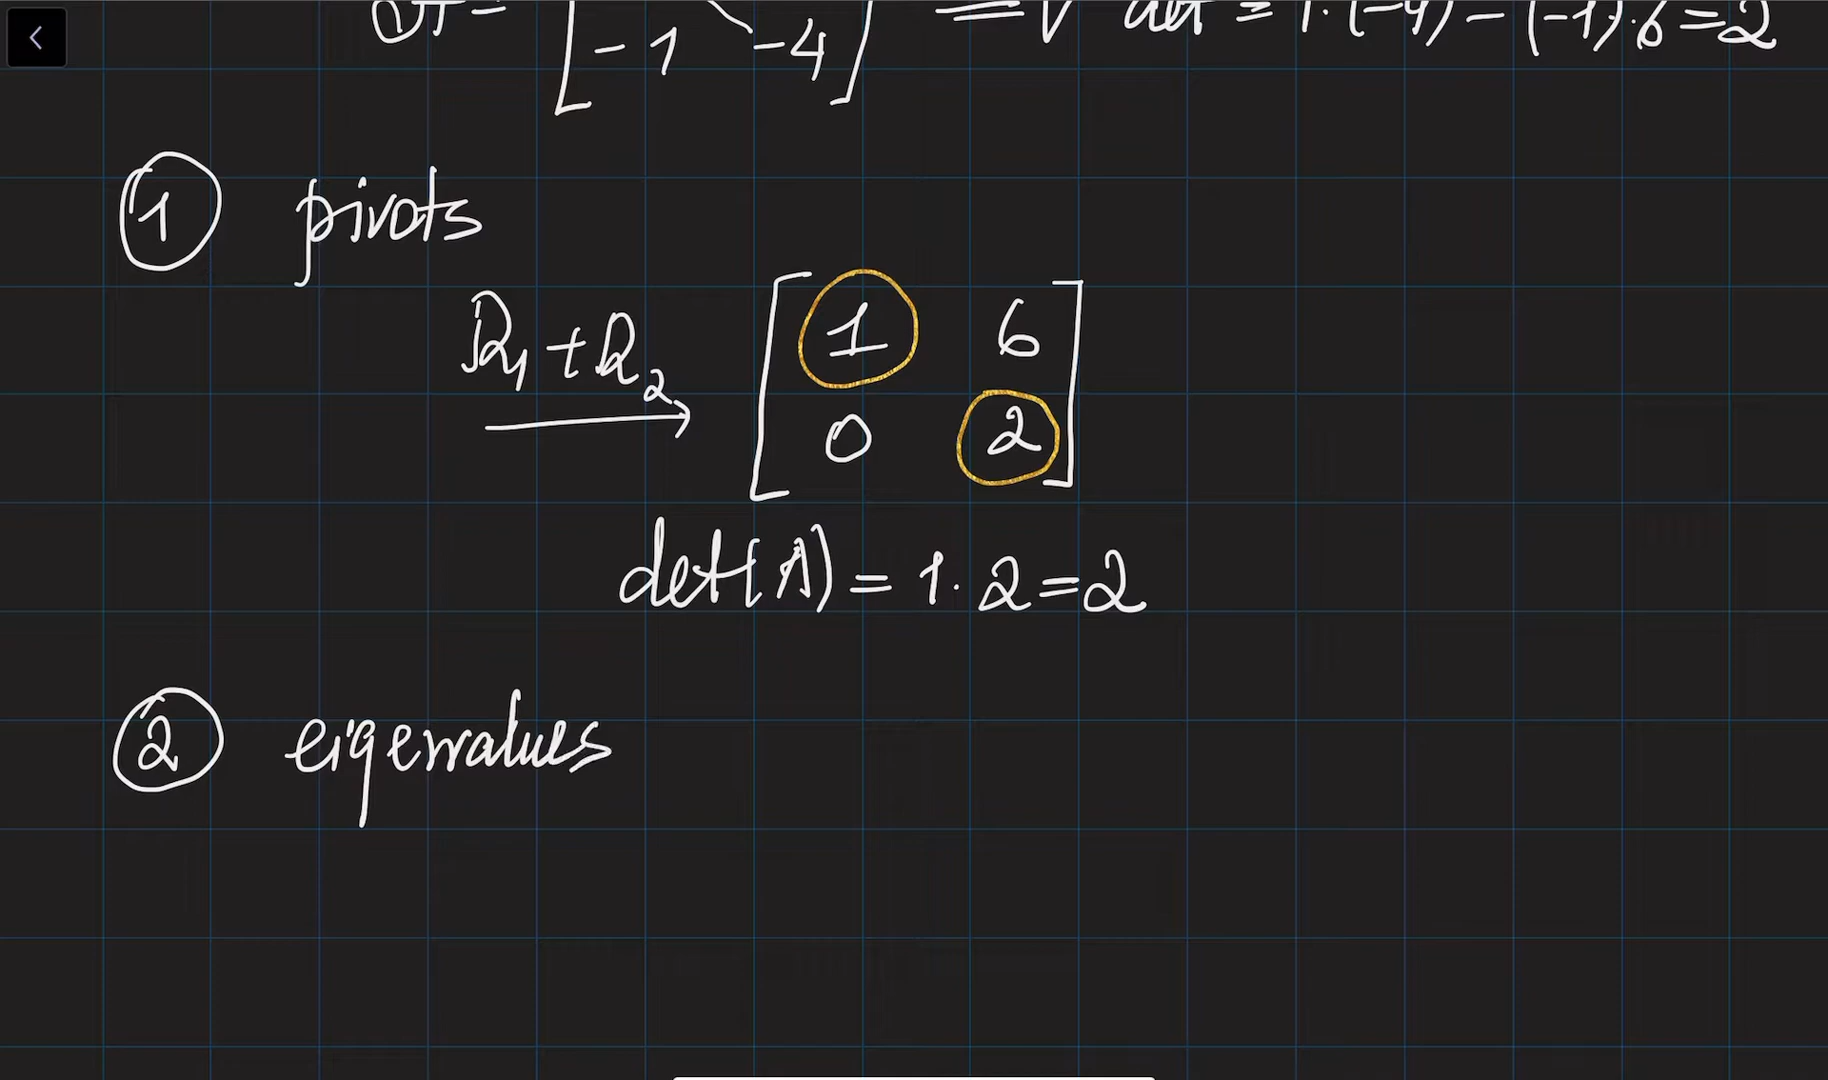 [-1 -4] => det = 1·(-4) - (-1)·6 = 2
① pivots
R₁+R₂ → [1 6
0 2]
det(A) = 1·2 = 2
② eigenvalues